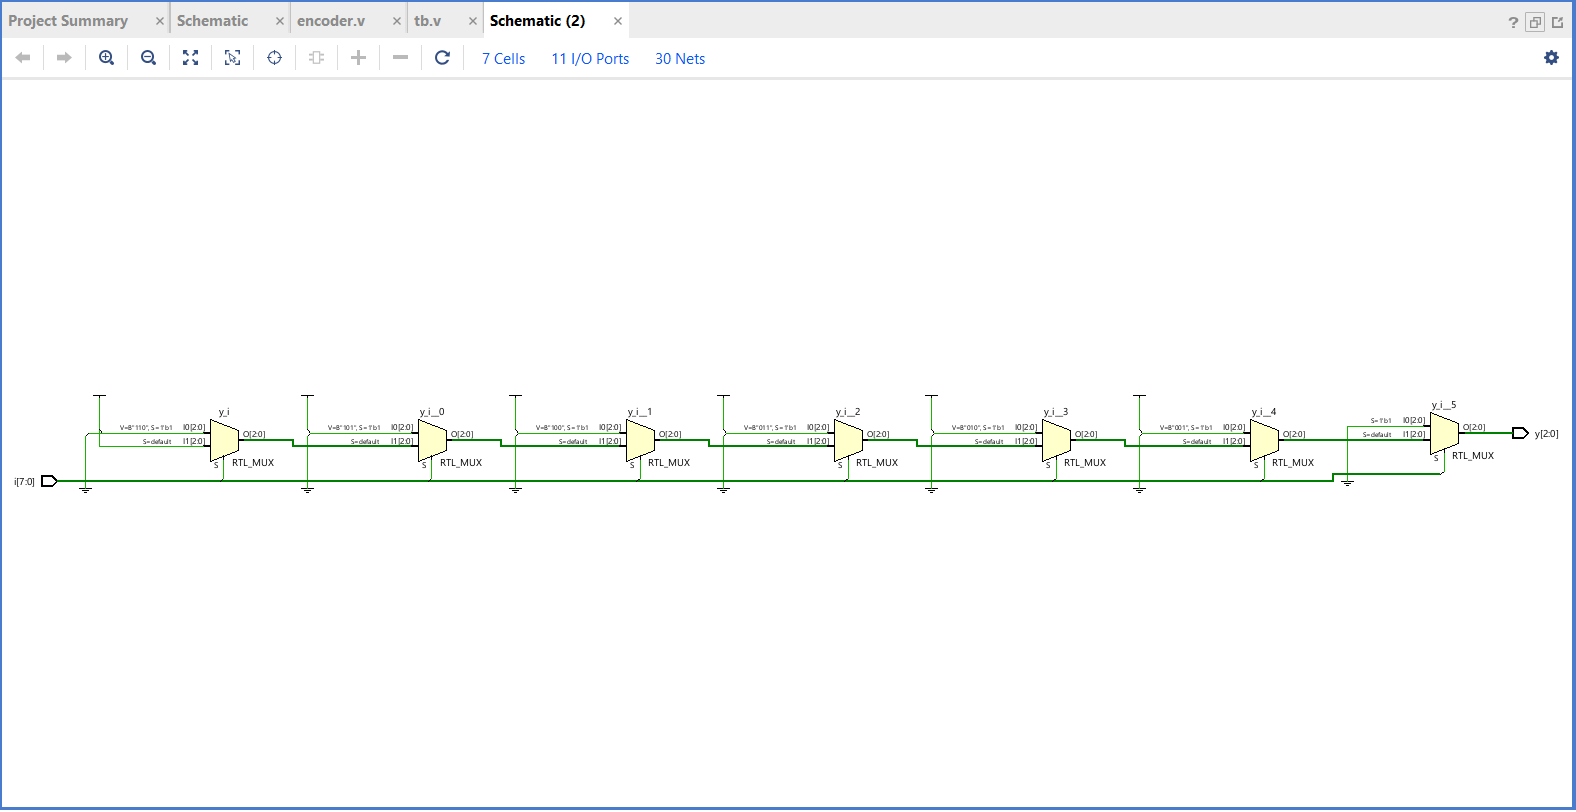 Project Summary × Schematic × encoder.v × tb.v × Schematic (2) ×
?
7 Cells 11 I/O Ports 30 Nets
y_i
V=B"110", S=1'b1 I0[2:0]
S=default I1[2:0]
O[2:0]
S
RTL_MUX
y_i__0
V=B"101", S=1'b1 I0[2:0]
S=default I1[2:0]
O[2:0]
S
RTL_MUX
y_i__1
V=B"100", S=1'b1 I0[2:0]
S=default I1[2:0]
O[2:0]
S
RTL_MUX
y_i__2
V=B"011", S=1'b1 I0[2:0]
S=default I1[2:0]
O[2:0]
S
RTL_MUX
y_i__3
V=B"010", S=1'b1 I0[2:0]
S=default I1[2:0]
O[2:0]
S
RTL_MUX
y_i__4
V=B"001", S=1'b1 I0[2:0]
S=default I1[2:0]
O[2:0]
S
RTL_MUX
y_i__5
S=1'b1 I0[2:0]
S=default I1[2:0]
O[2:0]
S
RTL_MUX
y[2:0]
i[7:0]